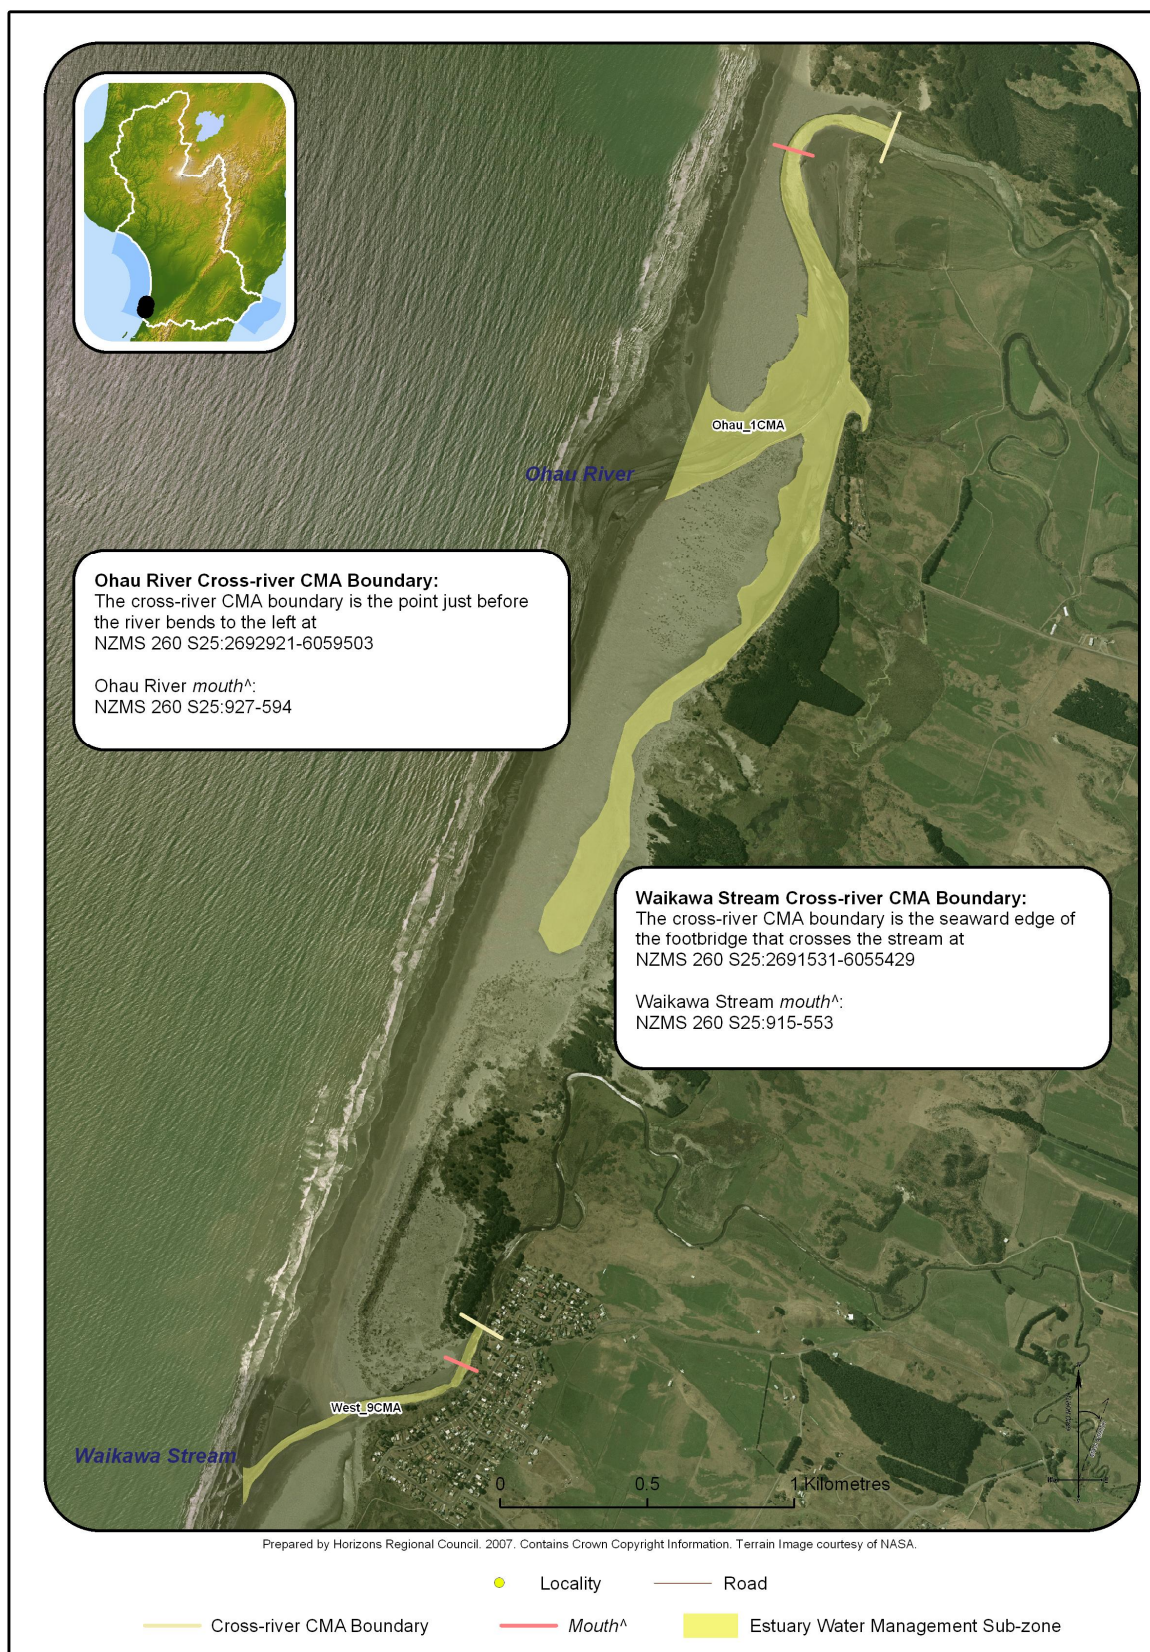 Ohau_1CMA
Ohau River
Ohau River Cross-river CMA Boundary:
The cross-river CMA boundary is the point just before
the river bends to the left at
NZMS 260 S25:2692921-6059503
Ohau River mouth^:
NZMS 260 S25:927-594
Waikawa Stream Cross-river CMA Boundary:
The cross-river CMA boundary is the seaward edge of
the footbridge that crosses the stream at
NZMS 260 S25:2691531-6055429
Waikawa Stream mouth^:
NZMS 260 S25:915-553
West_9CMA
Waikawa Stream
0 0.5 1 Kilometres
Prepared by Horizons Regional Council. 2007. Contains Crown Copyright Information. Terrain Image courtesy of NASA.
Locality Road
Cross-river CMA Boundary Mouth^ Estuary Water Management Sub-zone